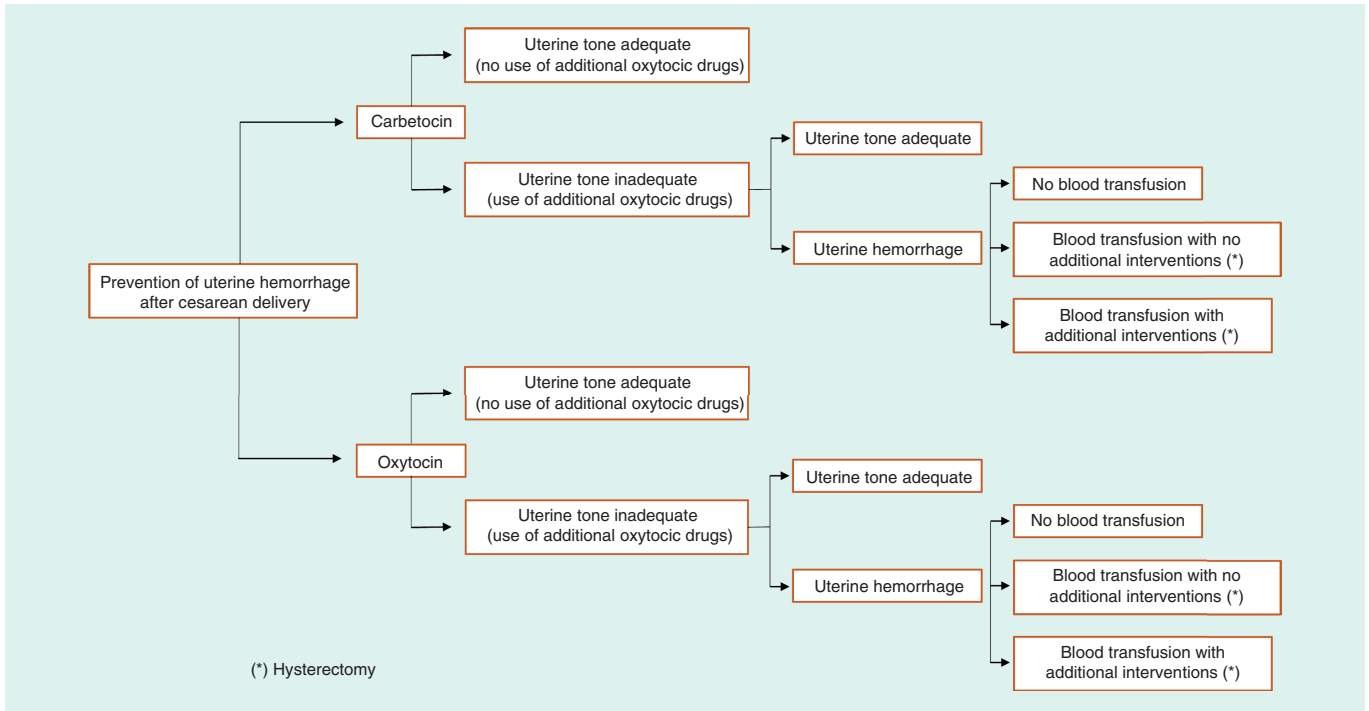 Uterine tone adequate
(no use of additional oxytocic drugs)
Carbetocin
Uterine tone adequate
Uterine tone inadequate
(use of additional oxytocic drugs)
No blood transfusion
Uterine hemorrhage
Blood transfusion with no
additional interventions (*)
Prevention of uterine hemorrhage
after cesarean delivery
Blood transfusion with
additional interventions (*)
Uterine tone adequate
(no use of additional oxytocic drugs)
Oxytocin
Uterine tone adequate
Uterine tone inadequate
(use of additional oxytocic drugs)
No blood transfusion
Uterine hemorrhage
Blood transfusion with no
additional interventions (*)
Blood transfusion with
additional interventions (*)
(*) Hysterectomy